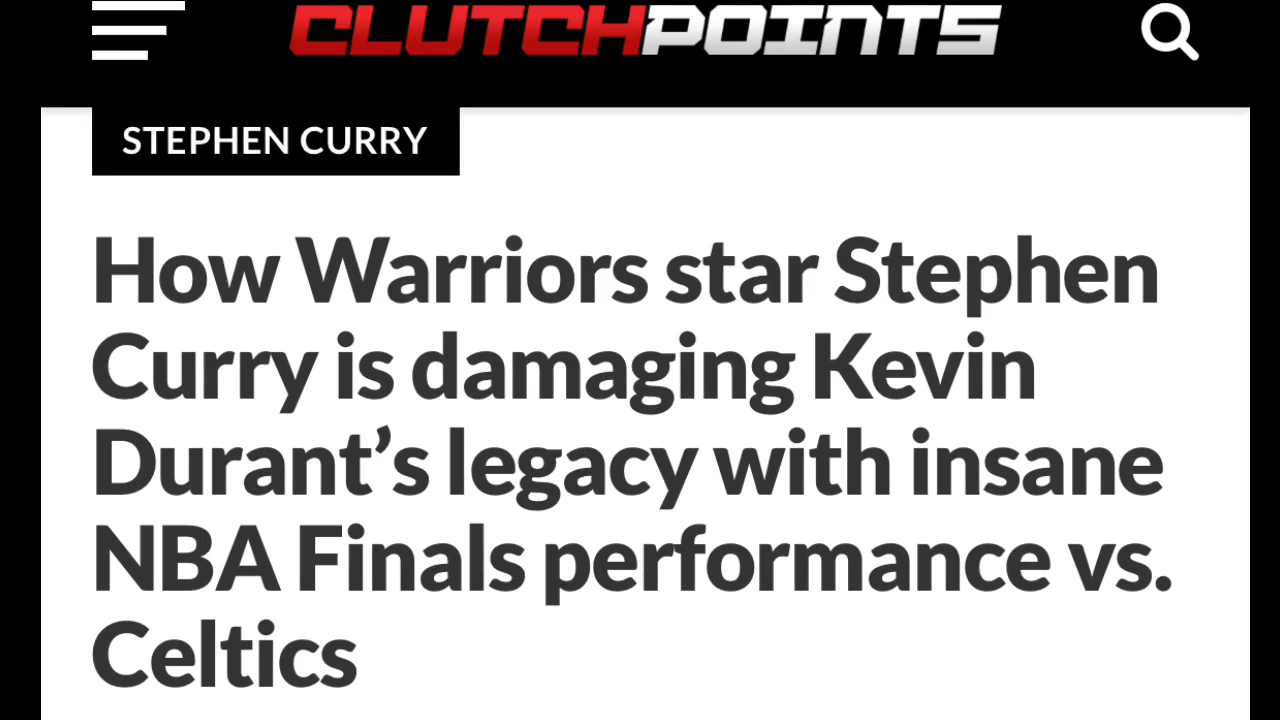 CLUTCHPOINTS
STEPHEN CURRY
How Warriors star Stephen
Curry is damaging Kevin
Durant’s legacy with insane
NBA Finals performance vs.
Celtics